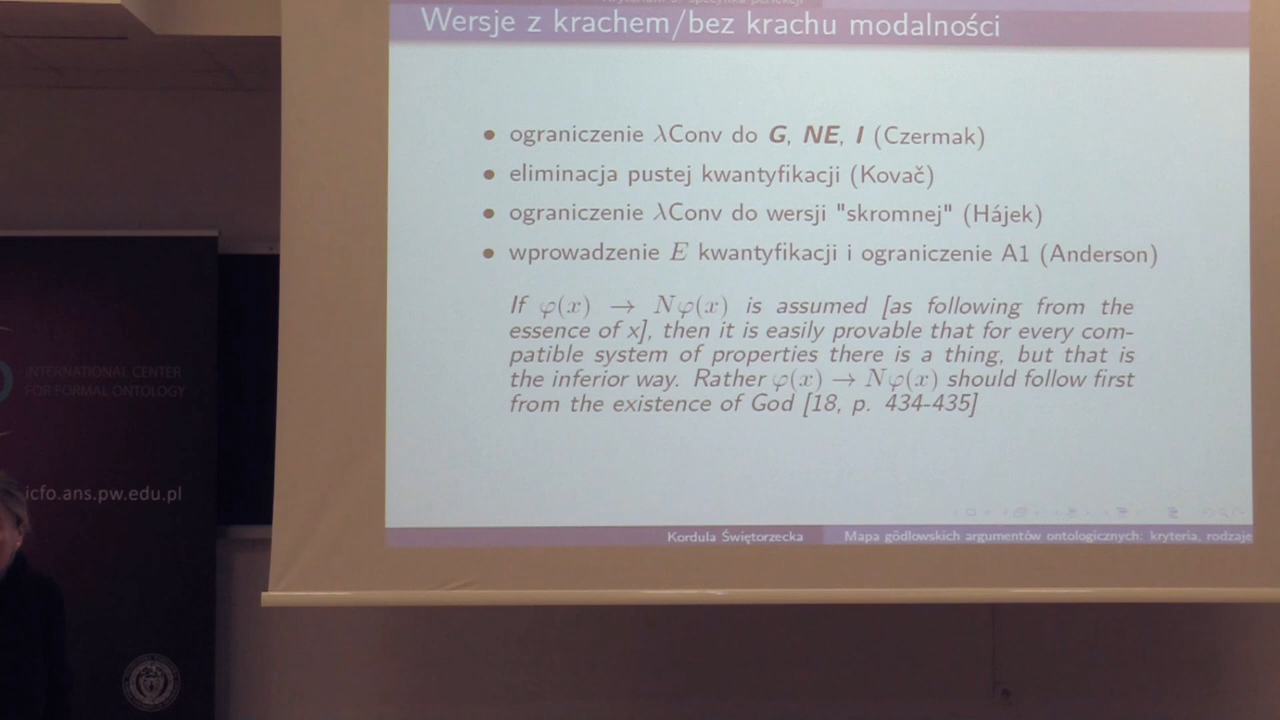 Wersje z krachem/bez krachu modalności
• ograniczenie λConv do G, NE, I (Czermak)
• eliminacja pustej kwantyfikacji (Kovač)
• ograniczenie λConv do wersji "skromnej" (Hájek)
• wprowadzenie E kwantyfikacji i ograniczenie A1 (Anderson)
If φ(x) → Nφ(x) is assumed [as following from the
essence of x], then it is easily provable that for every com-
patible system of properties there is a thing, but that is
the inferior way. Rather φ(x) → Nφ(x) should follow first
from the existence of God [18, p. 434-435]
Kordula Świętorzecka
Mapa gödlowskich argumentów ontologicznych: kryteria, rodzaje
INTERNATIONAL CENTER
FOR FORMAL ONTOLOGY
icfo.ans.pw.edu.pl